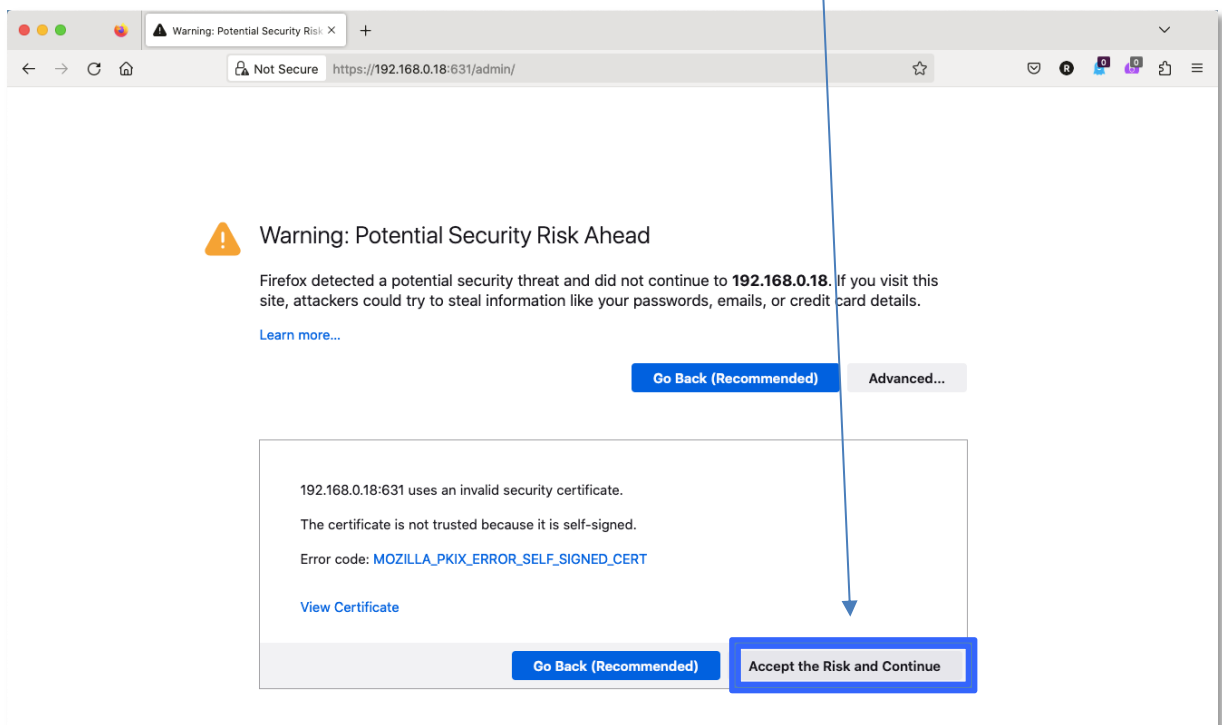 Warning: Potential Security Risk
Not Secure https://192.168.0.18:631/admin/
R 0 0
Warning: Potential Security Risk Ahead
Firefox detected a potential security threat and did not continue to 192.168.0.18. If you visit this
site, attackers could try to steal information like your passwords, emails, or credit card details.
Learn more...
Go Back (Recommended) Advanced...
192.168.0.18:631 uses an invalid security certificate.
The certificate is not trusted because it is self-signed.
Error code: MOZILLA_PKIX_ERROR_SELF_SIGNED_CERT
View Certificate
Go Back (Recommended) Accept the Risk and Continue